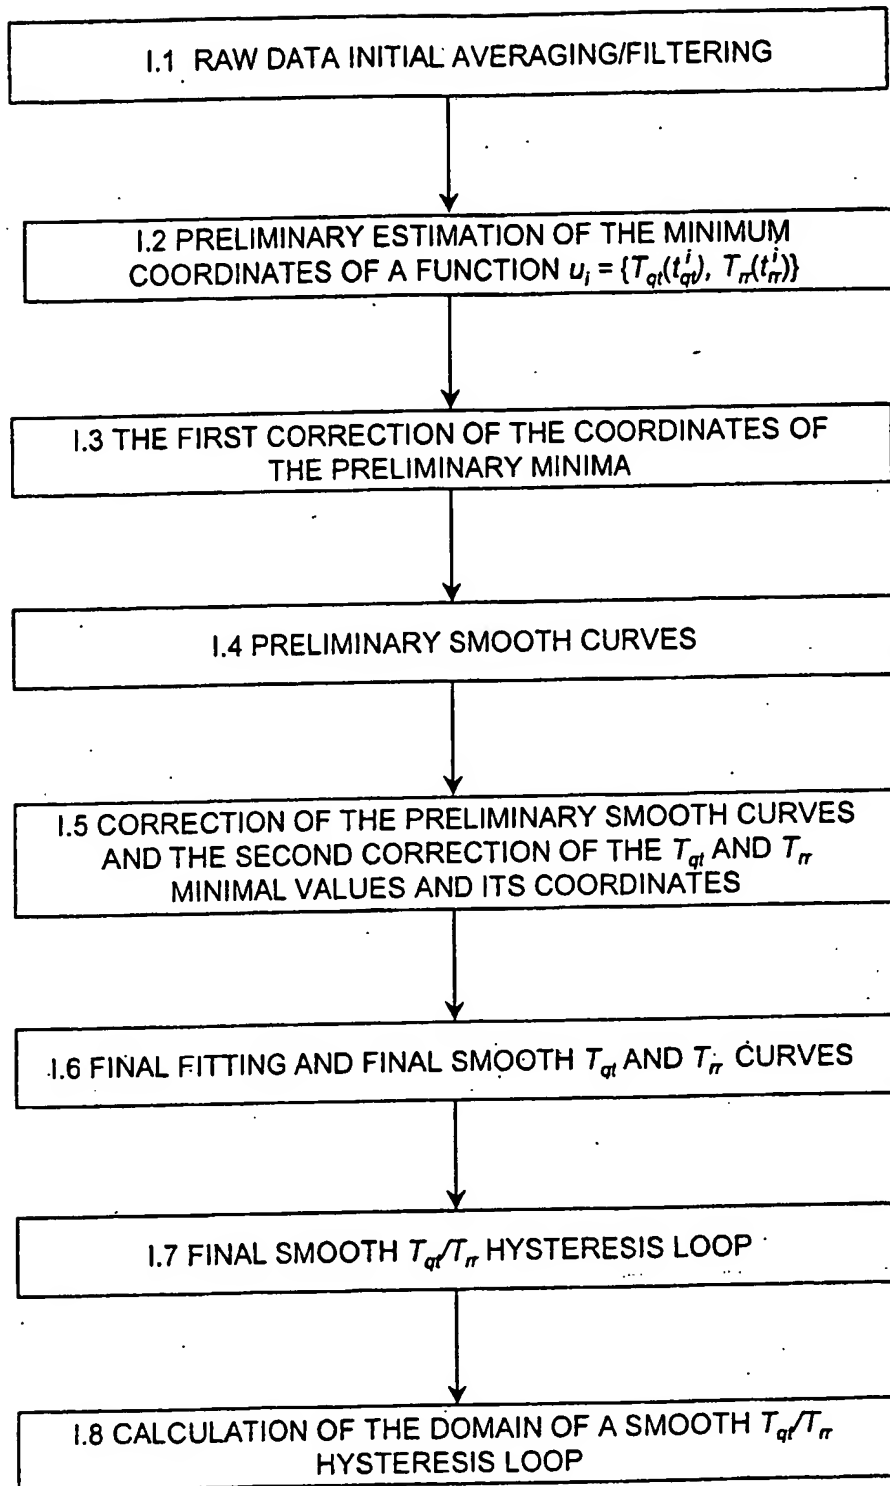 I.1 RAW DATA INITIAL AVERAGING/FILTERING
I.2 PRELIMINARY ESTIMATION OF THE MINIMUM
COORDINATES OF A FUNCTION u_i = {T_qt(t^i_qt), T_rr(t^i_rr)}
I.3 THE FIRST CORRECTION OF THE COORDINATES OF
THE PRELIMINARY MINIMA
I.4 PRELIMINARY SMOOTH CURVES
I.5 CORRECTION OF THE PRELIMINARY SMOOTH CURVES
AND THE SECOND CORRECTION OF THE T_qt AND T_rr
MINIMAL VALUES AND ITS COORDINATES
I.6 FINAL FITTING AND FINAL SMOOTH T_qt AND T_rr CURVES
I.7 FINAL SMOOTH T_qt/T_rr HYSTERESIS LOOP
I.8 CALCULATION OF THE DOMAIN OF A SMOOTH T_qt/T_rr
HYSTERESIS LOOP